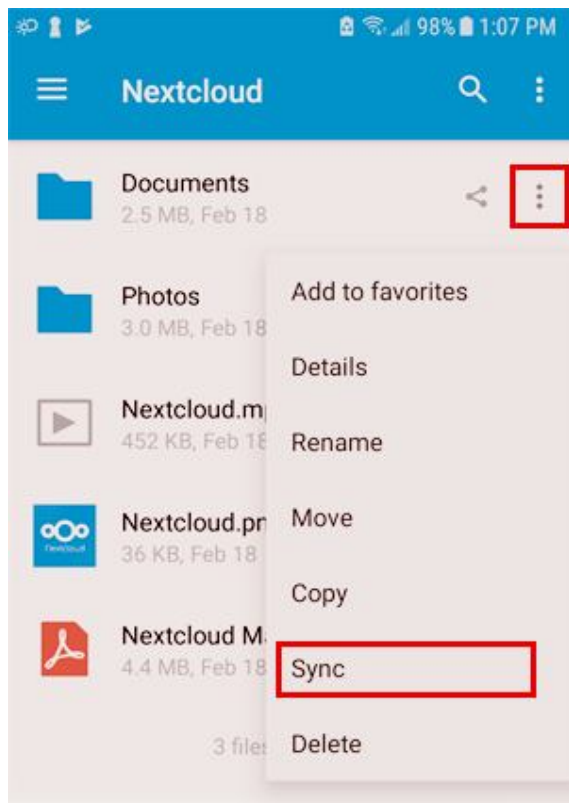 98% 1:07 PM
Nextcloud
Documents
2.5 MB, Feb 18
Photos
3.0 MB, Feb 18
Nextcloud.m
452 KB, Feb 18
Nextcloud
Nextcloud.pn
36 KB, Feb 18
Nextcloud M
4.4 MB, Feb 18
3 files
Add to favorites
Details
Rename
Move
Copy
Sync
Delete